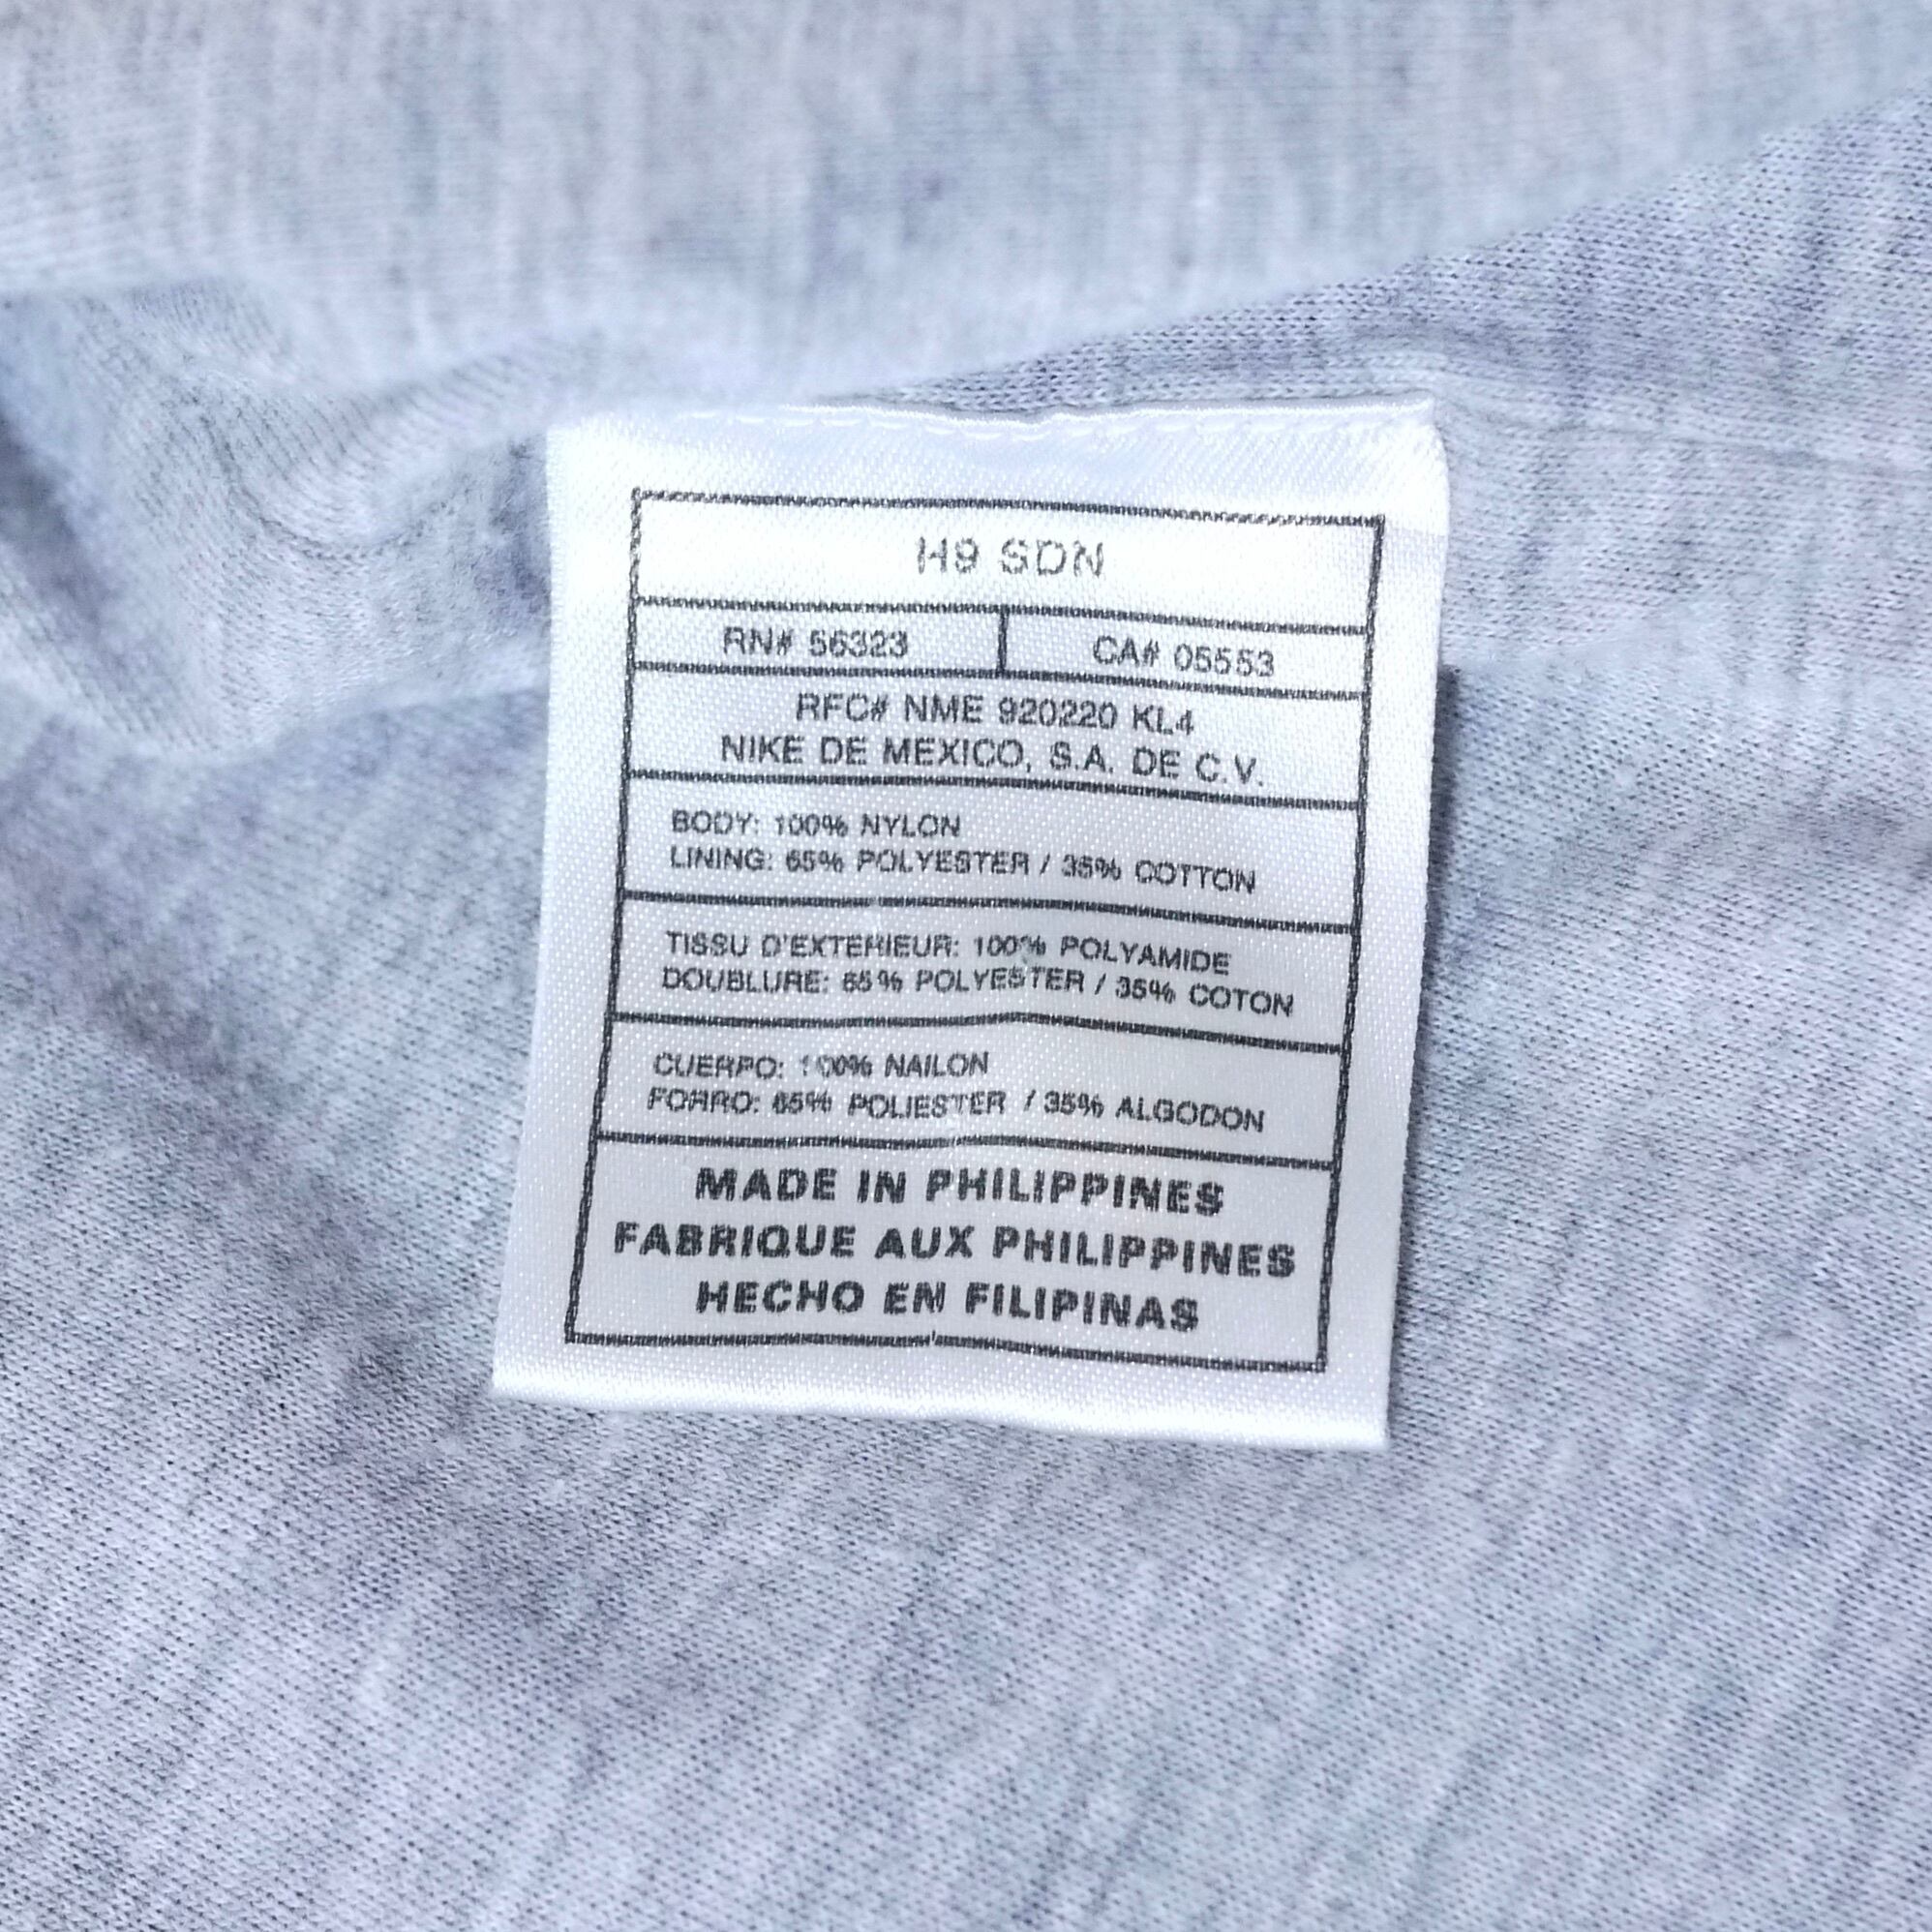 H9 SDN
RN# 56323
CA# 05553
RFC# NME 920220 KL4
NIKE DE MEXICO, S.A. DE C.V.
BODY: 100% NYLON
LINING: 65% POLYESTER / 35% COTTON
TISSU D'EXTERIEUR: 100% POLYAMIDE
DOUBLURE: 65% POLYESTER / 35% COTON
CUERPO: 100% NAILON
FORRO: 65% POLIESTER / 35% ALGODON
MADE IN PHILIPPINES
FABRIQUE AUX PHILIPPINES
HECHO EN FILIPINAS